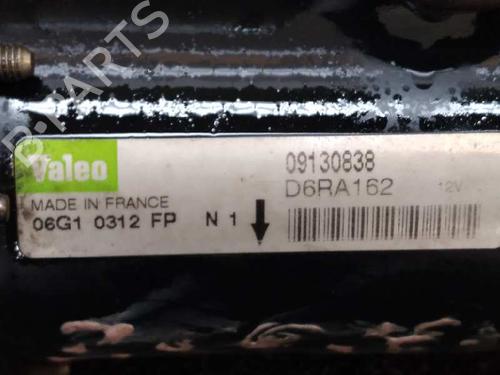 Valeo
MADE IN FRANCE
06G1 0312 FP N 1
09130838
D6RA162 12V
B-PARTS